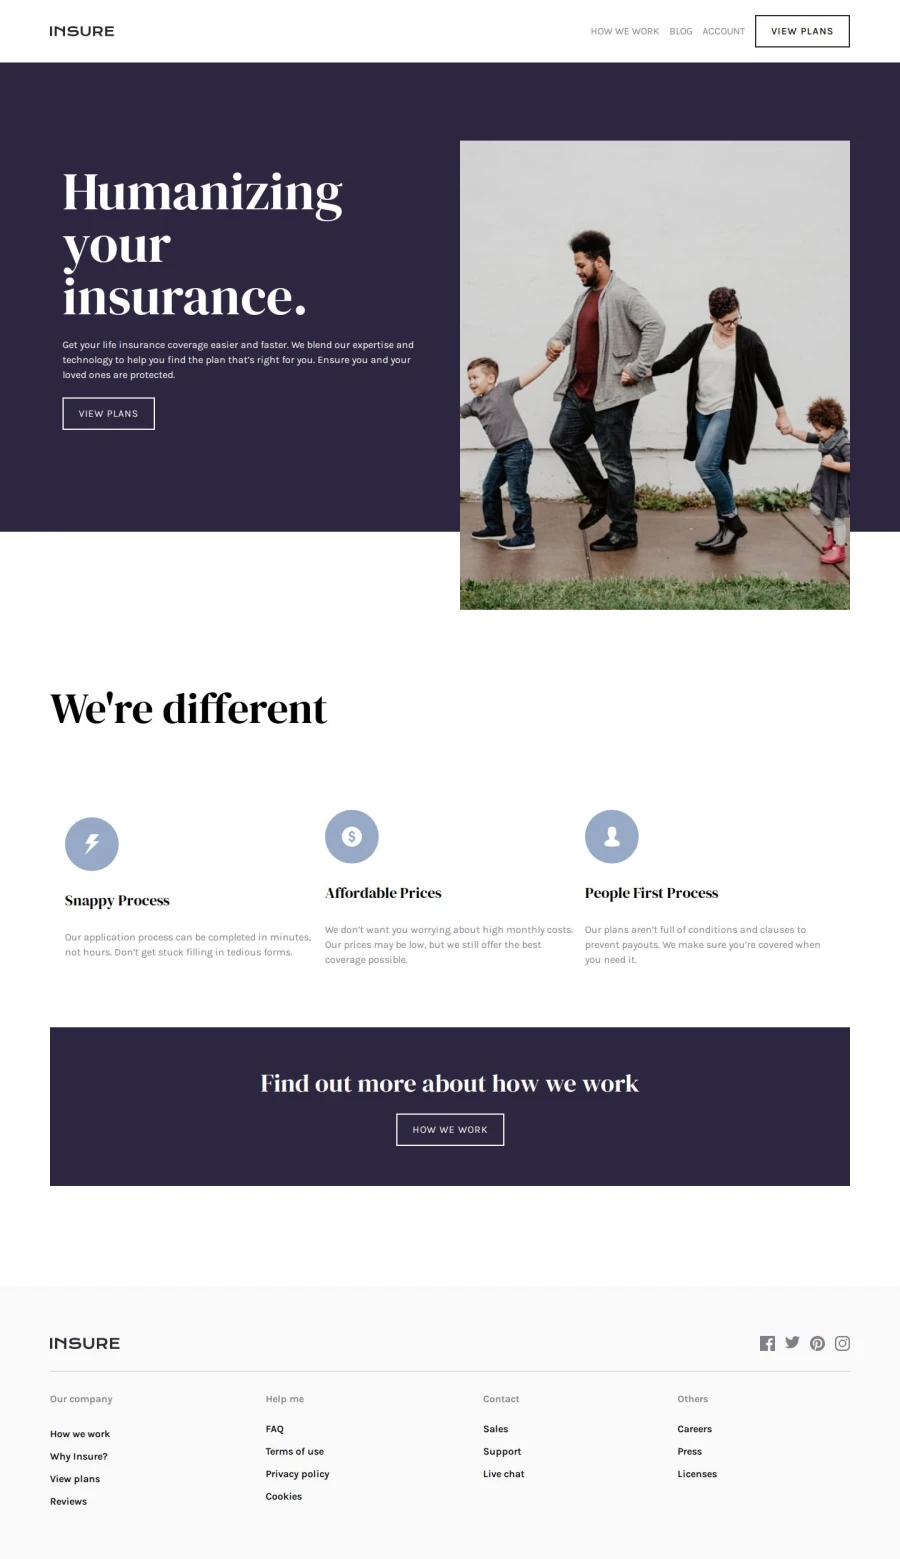 INSURE
HOW WE WORK BLOG ACCOUNT VIEW PLANS
Humanizing
your
insurance.
Get your life insurance coverage easier and faster. We blend our expertise and
technology to help you find the plan that's right for you. Ensure you and your
loved ones are protected.
VIEW PLANS
We're different
Snappy Process
Our application process can be completed in minutes,
not hours. Don't get stuck filling in tedious forms.
Affordable Prices
We don't want you worrying about high monthly costs.
Our prices may be low, but we still offer the best
coverage possible.
People First Process
Our plans aren't full of conditions and clauses to
prevent payouts. We make sure you're covered when
you need it.
Find out more about how we work
HOW WE WORK
INSURE
Our company
How we work
Why Insure?
View plans
Reviews
Help me
FAQ
Terms of use
Privacy policy
Cookies
Contact
Sales
Support
Live chat
Others
Careers
Press
Licenses